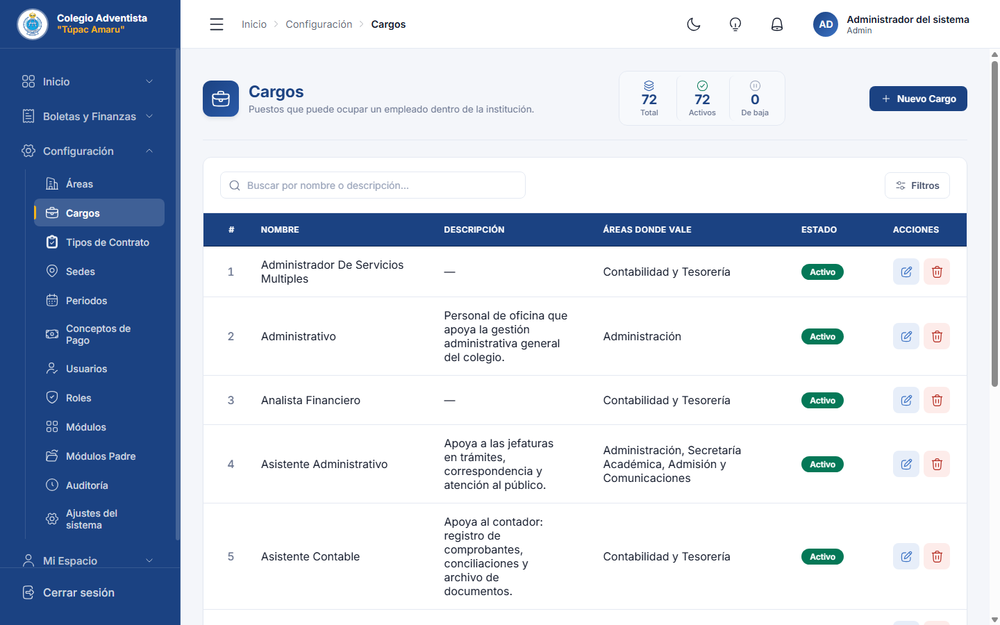 Colegio Adventista
"Túpac Amaru"
Inicio
Boletas y Finanzas
Configuración
Áreas
Cargos
Tipos de Contrato
Sedes
Periodos
Conceptos de
Pago
Usuarios
Roles
Módulos
Módulos Padre
Auditoría
Ajustes del
sistema
Mi Espacio
Cerrar sesión
Inicio > Configuración > Cargos
AD
Administrador del sistema
Admin
Cargos
Puestos que puede ocupar un empleado dentro de la institución.
72
Total
72
Activos
0
De baja
+ Nuevo Cargo
Buscar por nombre o descripción...
Filtros
# NOMBRE DESCRIPCIÓN ÁREAS DONDE VALE ESTADO ACCIONES
1
Administrador De Servicios
Multiples
—
Contabilidad y Tesorería
Activo
2
Administrativo
Personal de oficina que
apoya la gestión
administrativa general
del colegio.
Administración
Activo
3
Analista Financiero
—
Contabilidad y Tesorería
Activo
4
Asistente Administrativo
Apoya a las jefaturas
en trámites,
correspondencia y
atención al público.
Administración, Secretaría
Académica, Admisión y
Comunicaciones
Activo
5
Asistente Contable
Apoya al contador:
registro de
comprobantes,
conciliaciones y
archivo de
documentos.
Contabilidad y Tesorería
Activo